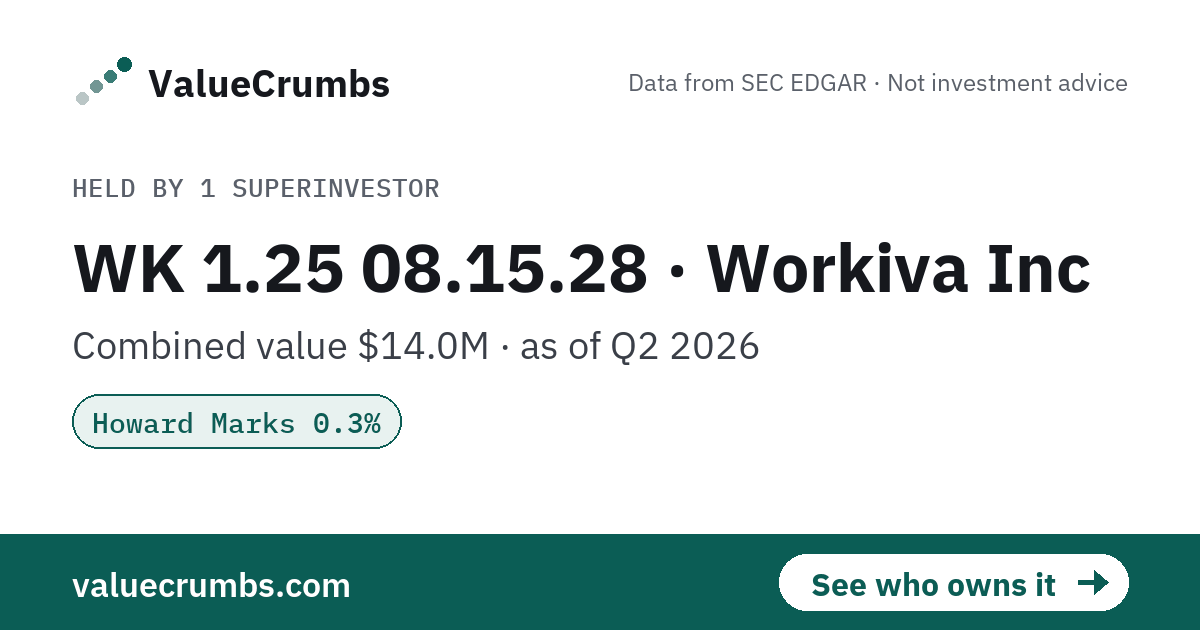 ValueCrumbs
Data from SEC EDGAR · Not investment advice
HELD BY 1 SUPERINVESTOR
WK 1.25 08.15.28 · Workiva Inc
Combined value $14.0M · as of Q2 2026
Howard Marks 0.3%
valuecrumbs.com
See who owns it